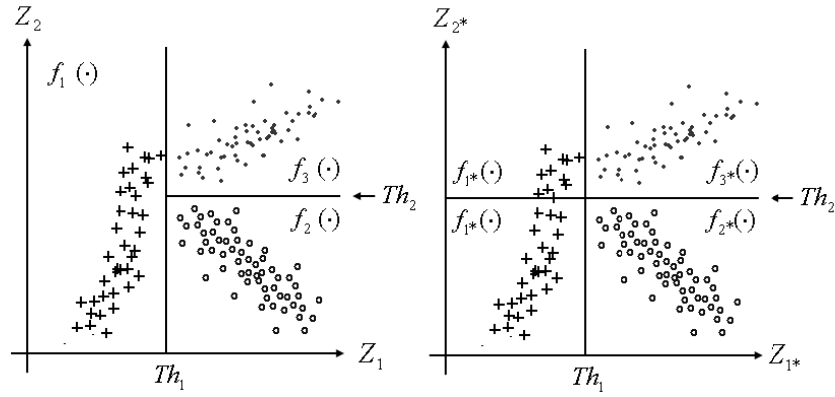 Z₂
f₁ (·)
f₃ (·)
f₂ (·)
Th₂
Z₁
Th₁
Z₂*
f₁*(·)
f₃*(·)
f₁*(·)
f₂*(·)
Th₂
Z₁*
Th₁